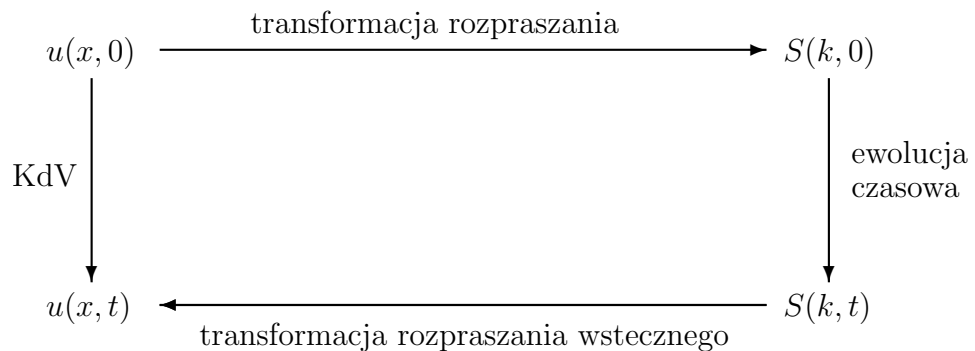 transformacja rozpraszania
u(x, 0)
S(k, 0)
KdV
ewolucja
czasowa
u(x, t)
S(k, t)
transformacja rozpraszania wstecznego